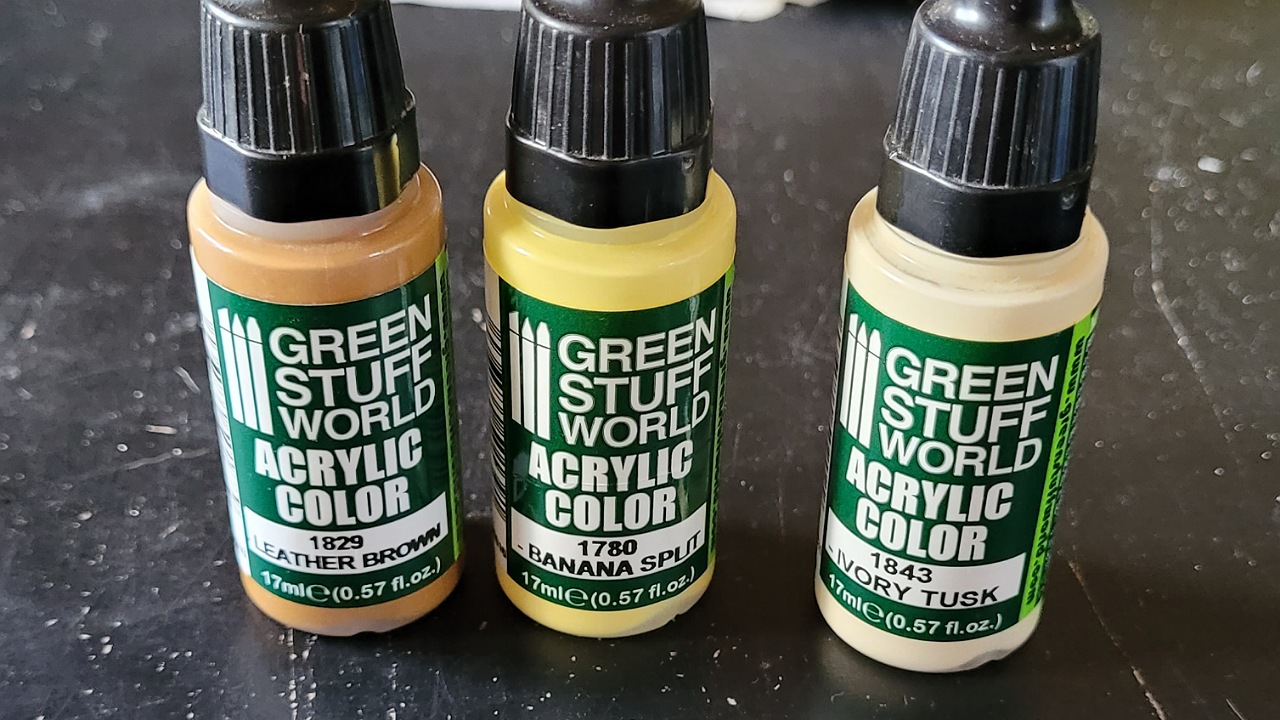 GREEN
STUFF
WORLD
ACRYLIC
COLOR
1829
LEATHER BROWN
17ml℮(0.57 fl.oz.)
GREEN
STUFF
WORLD
ACRYLIC
COLOR
1780
- BANANA SPLIT
17ml℮(0.57 fl.oz.)
GREEN
STUFF
WORLD
ACRYLIC
COLOR
1843
- IVORY TUSK
17ml℮(0.57 fl.oz.)